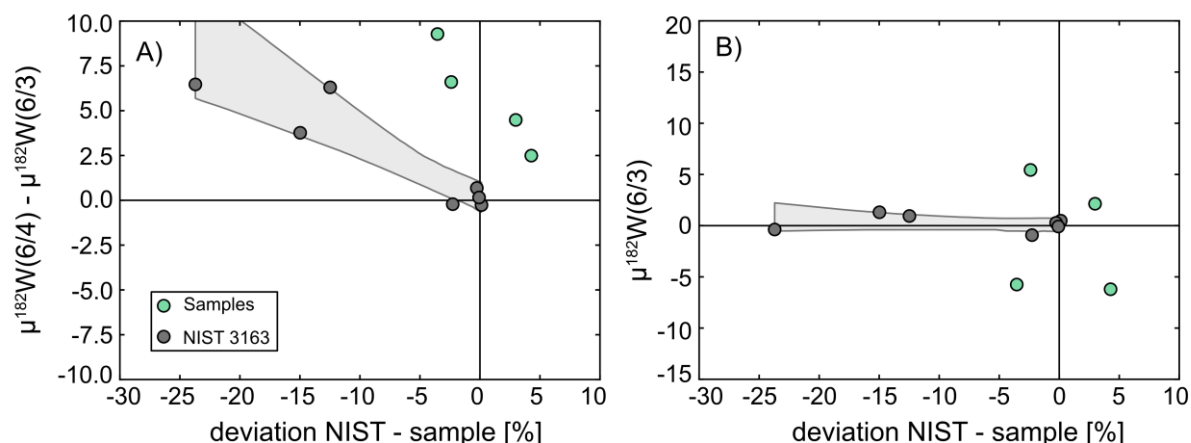 A)
10.0
7.5
5.0
2.5
0.0
-2.5
-5.0
-7.5
-10.0
μ¹⁸²W(6/4) - μ¹⁸²W(6/3)
Samples
NIST 3163
-30 -25 -20 -15 -10 -5 0 5 10
deviation NIST - sample [%]
B)
20
15
10
5
0
-5
-10
-15
μ¹⁸²W(6/3)
-30 -25 -20 -15 -10 -5 0 5 10
deviation NIST - sample [%]